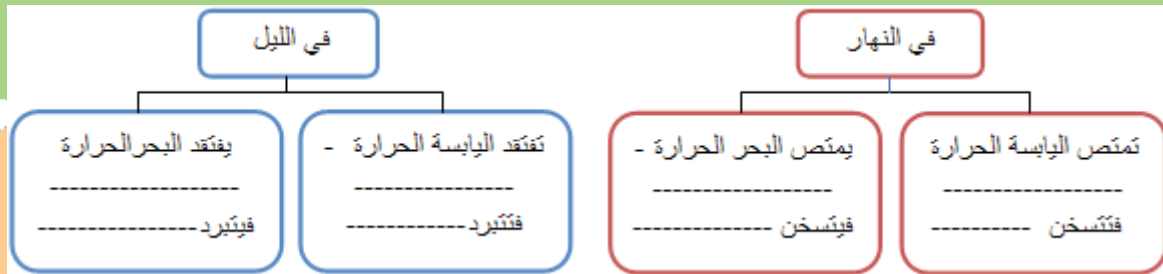 في النهار
تمتص اليابسة الحرارة
------------------
فتتسخن ----------
يمتص البحر الحرارة -
------------------
فيتسخن --------------
في الليل
تفتقد اليابسة الحرارة -
----------------
فتتبرد------------
يفتقد البحرالحرارة
-------------------
فيتبرد----------------